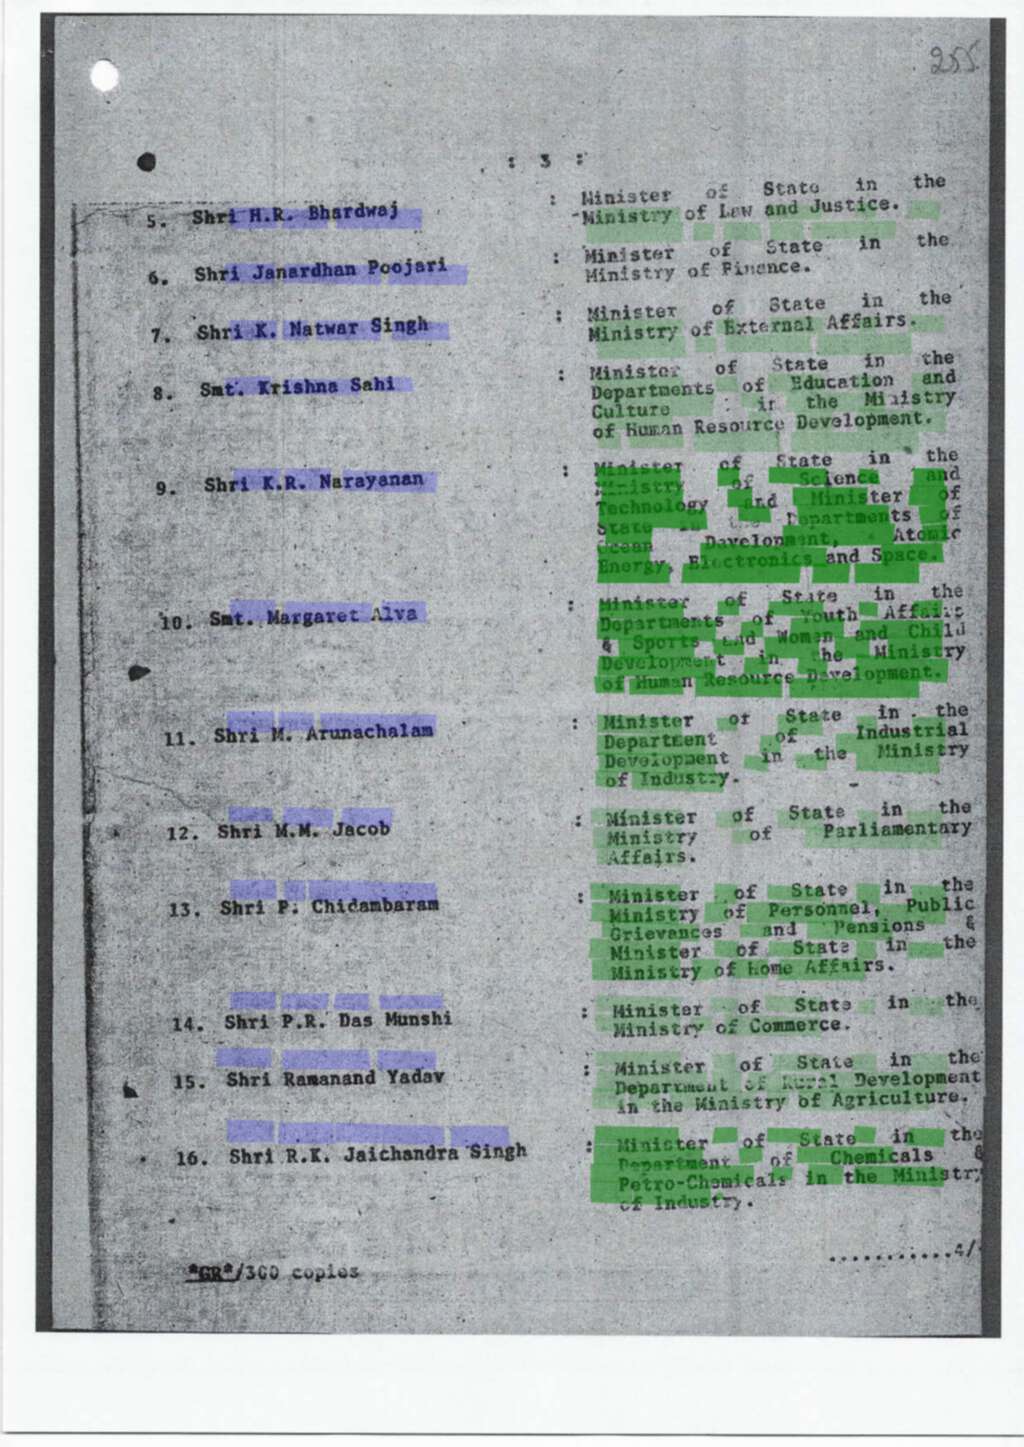 255
: 3 :
5. Shri H.R. Bhardwaj : Minister of State in the
Ministry of Law and Justice.
6. Shri Janardhan Poojari : Minister of State in the
Ministry of Finance.
7. Shri K. Natwar Singh : Minister of State in the
Ministry of External Affairs.
8. Smt. Krishna Sahi : Minister of State in the
Departments of Education and
Culture in the Ministry
of Human Resource Development.
9. Shri K.R. Narayanan : Minister of State in the
Ministry of Science and
Technology and Minister of
State in the Departments of
Ocean Development, Atomic
Energy, Electronics and Space.
10. Smt. Margaret Alva : Minister of State in the
Departments of Youth Affairs
& Sports and Women and Child
Development in the Ministry
of Human Resource Development.
11. Shri M. Arunachalam : Minister of State in the
Department of Industrial
Development in the Ministry
of Industry.
12. Shri M.M. Jacob : Minister of State in the
Ministry of Parliamentary
Affairs.
13. Shri P. Chidambaram : Minister of State in the
Ministry of Personnel, Public
Grievances and Pensions &
Minister of State in the
Ministry of Home Affairs.
14. Shri P.R. Das Munshi : Minister of State in the
Ministry of Commerce.
15. Shri Ramanand Yadav : Minister of State in the
Department of Rural Development
in the Ministry of Agriculture.
16. Shri R.K. Jaichandra Singh : Minister of State in the
Department of Chemicals &
Petro-Chemicals in the Ministry
of Industry.
............4/-
*GR*/300 copies